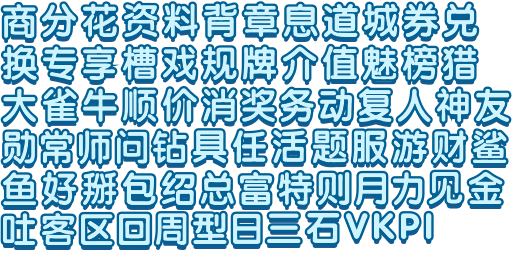 商分花资料背章息道城券兑
换专享槽戏规牌介值魅榜猎
大雀牛顺价消奖务动复人神友
勋常师问钻具任活题服游财鲨
鱼好掰包绍总富特则月力见金
吐客区回周型日三石VKPI